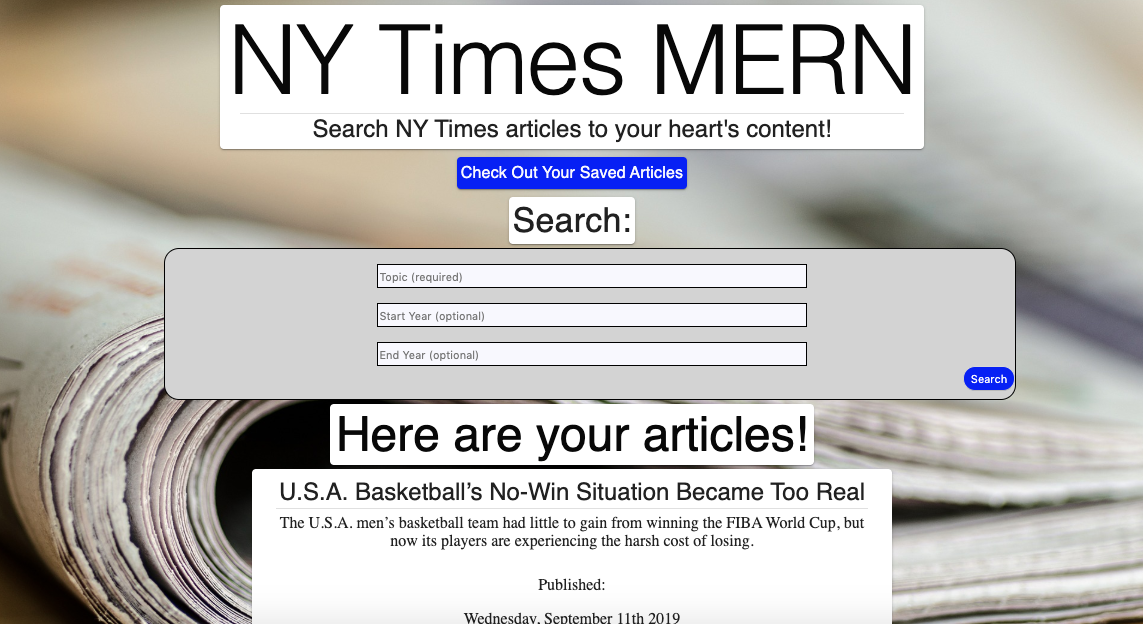 NY Times MERN
Search NY Times articles to your heart's content!
Check Out Your Saved Articles
Search:
Topic (required)
Start Year (optional)
End Year (optional)
Search
Here are your articles!
U.S.A. Basketball’s No-Win Situation Became Too Real
The U.S.A. men’s basketball team had little to gain from winning the FIBA World Cup, but
now its players are experiencing the harsh cost of losing.
Published:
Wednesday, September 11th 2019